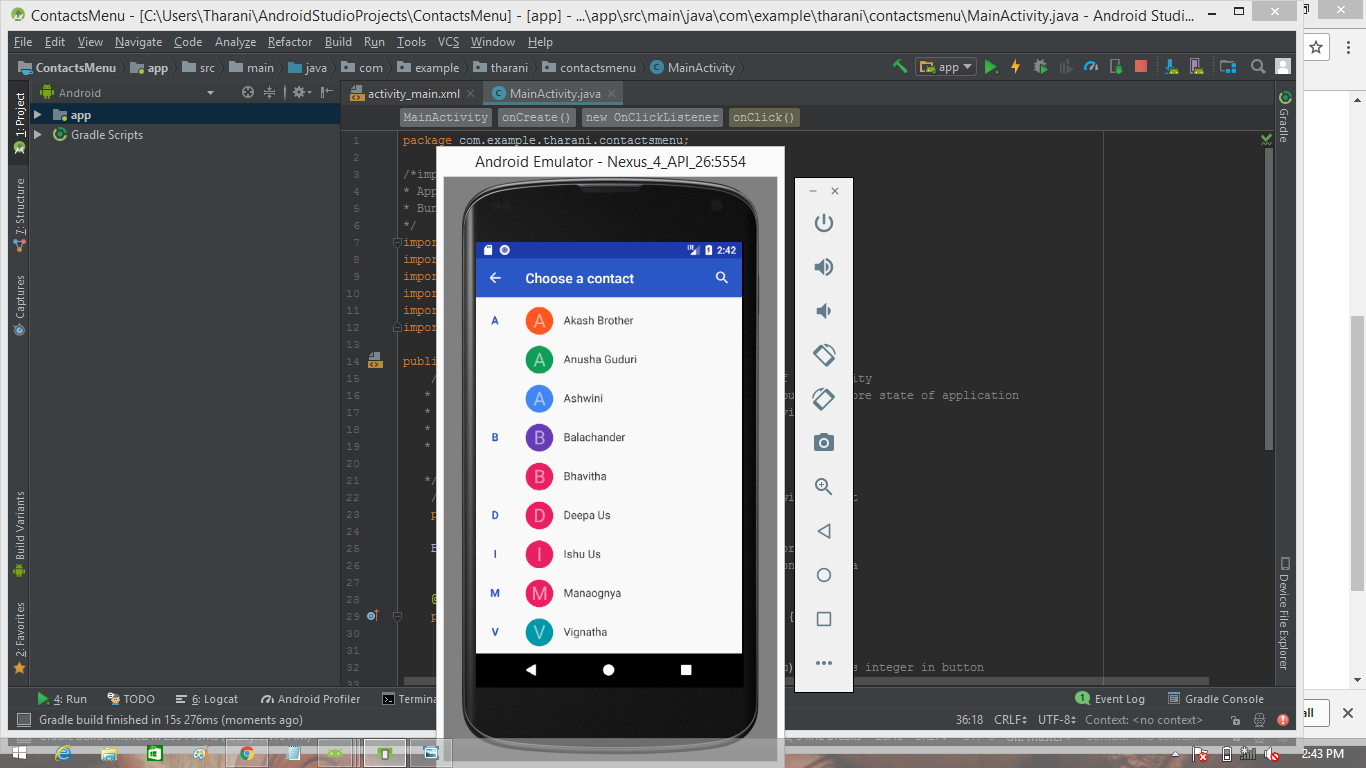 ContactsMenu - [C:\Users\Tharani\AndroidStudioProjects\ContactsMenu] - [app] - ...\app\src\main\java\com\example\tharani\contactsmenu\MainActivity.java - Android Studi...
File Edit View Navigate Code Analyze Refactor Build Run Tools VCS Window Help
ContactsMenu app src main java com example tharani contactsmenu MainActivity
app
Android
activity_main.xml MainActivity.java
1: Project
7: Structure
Captures
Build Variants
2: Favorites
app
Gradle Scripts
MainActivity onCreate() new OnClickListener onClick()
1 package com.example.tharani.contactsmenu;
2
3 /*imp
4 * App
5 * Bun
6 */
7 impor
8 impor
9 impor
10 impor
11 impor
12 impor
13
14 publi
15 /
16 * ore state of application
17 *
18 *
19 *
20
21 */
22 /
23 p
24
25 E
26
27
28 @
29 p {
30
31
32 s integer in button
33
Android Emulator - Nexus_4_API_26:5554
2:42
Choose a contact
A A Akash Brother
A Anusha Guduri
A Ashwini
B B Balachander
B Bhavitha
D D Deepa Us
I I Ishu Us
M M Manaognya
V V Vignatha
Gradle
Device File Explorer
4: Run TODO 6: Logcat Android Profiler Termina
1 Event Log Gradle Console
Gradle build finished in 15s 276ms (moments ago)
36:18 CRLF UTF-8 Context: <no context>
all
2:43 PM